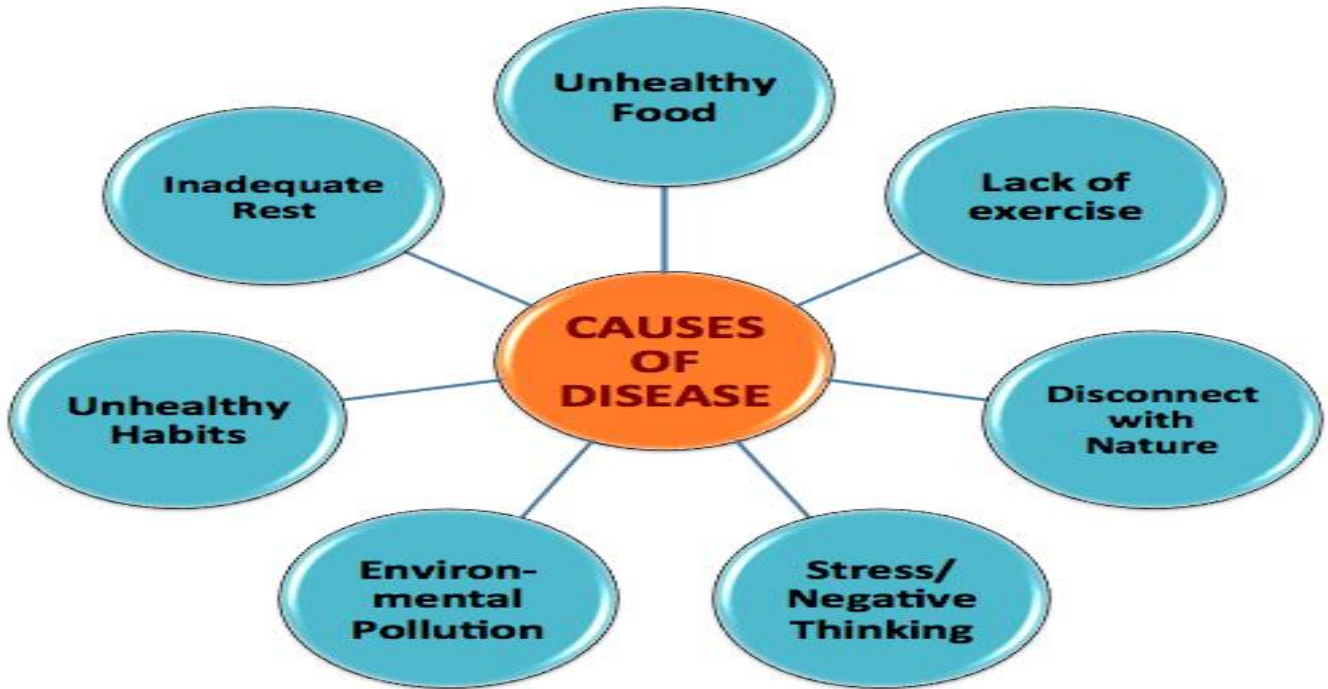 Unhealthy
Food
Lack of
exercise
Disconnect
with
Nature
Stress/
Negative
Thinking
Environ-
mental
Pollution
Unhealthy
Habits
Inadequate
Rest
CAUSES
OF
DISEASE